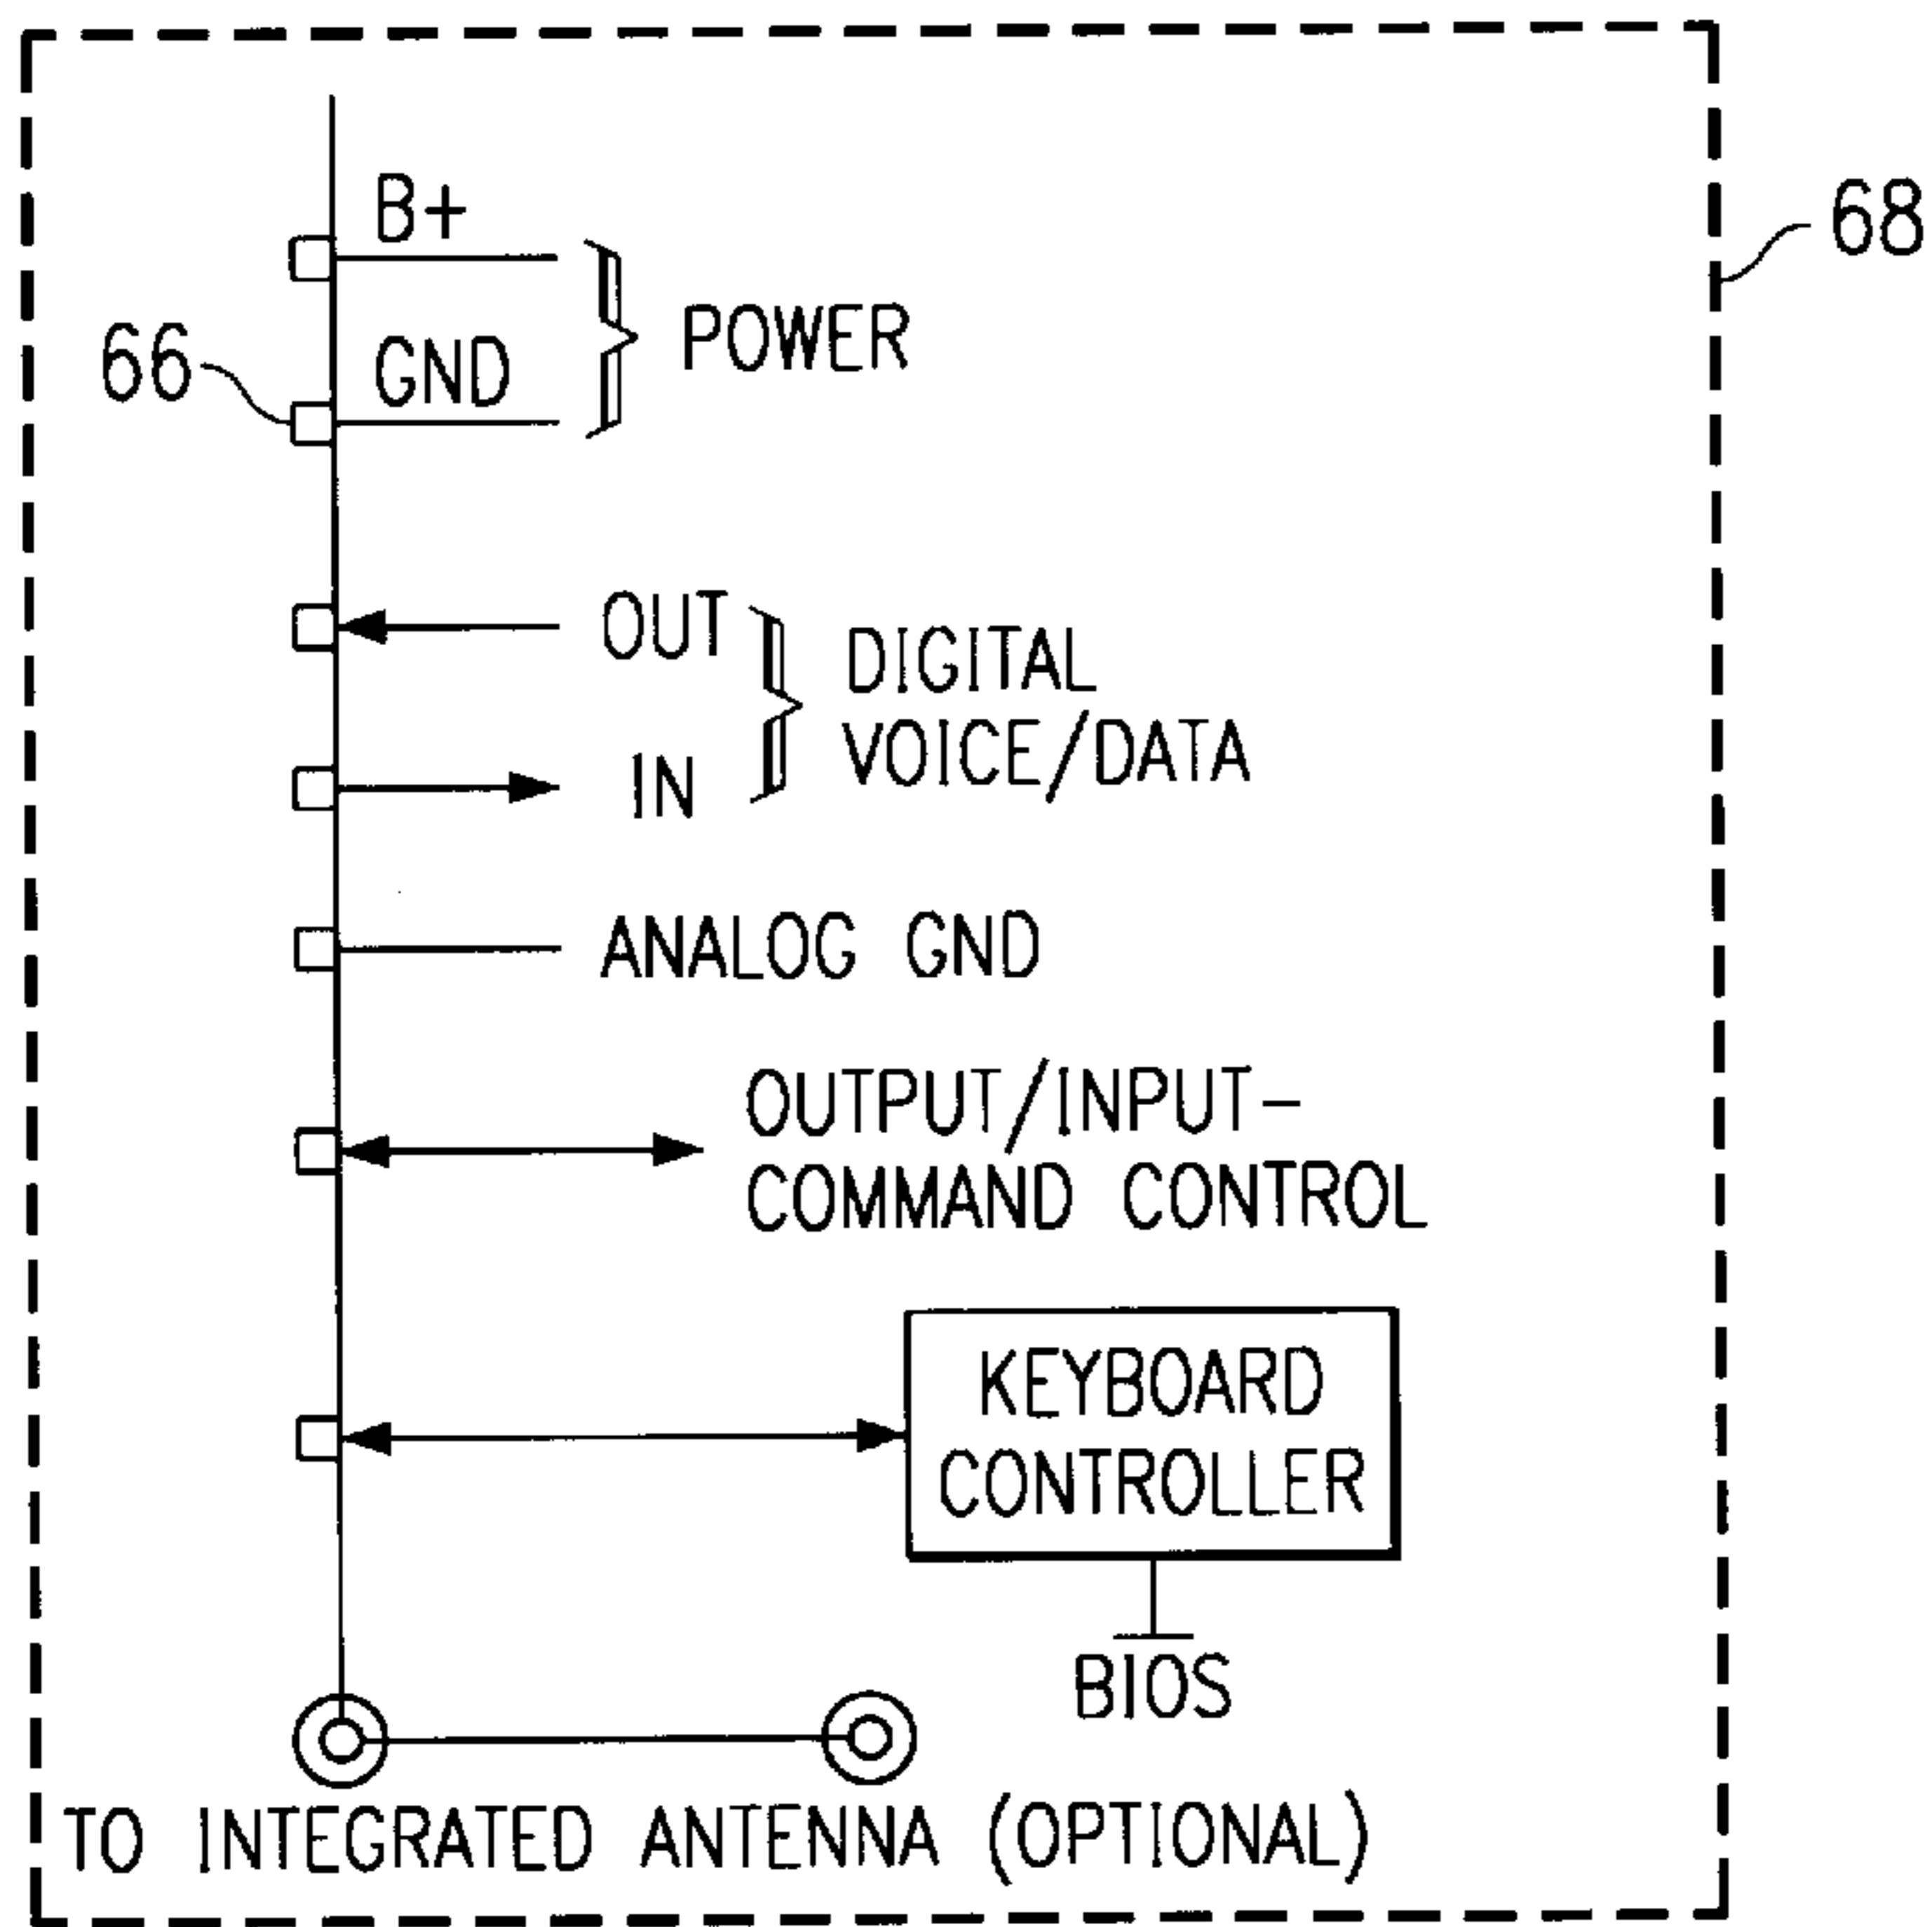 B+
68
66
GND
POWER
OUT
IN
DIGITAL
VOICE/DATA
ANALOG GND
OUTPUT/INPUT-
COMMAND CONTROL
KEYBOARD
CONTROLLER
BIOS
TO INTEGRATED ANTENNA (OPTIONAL)